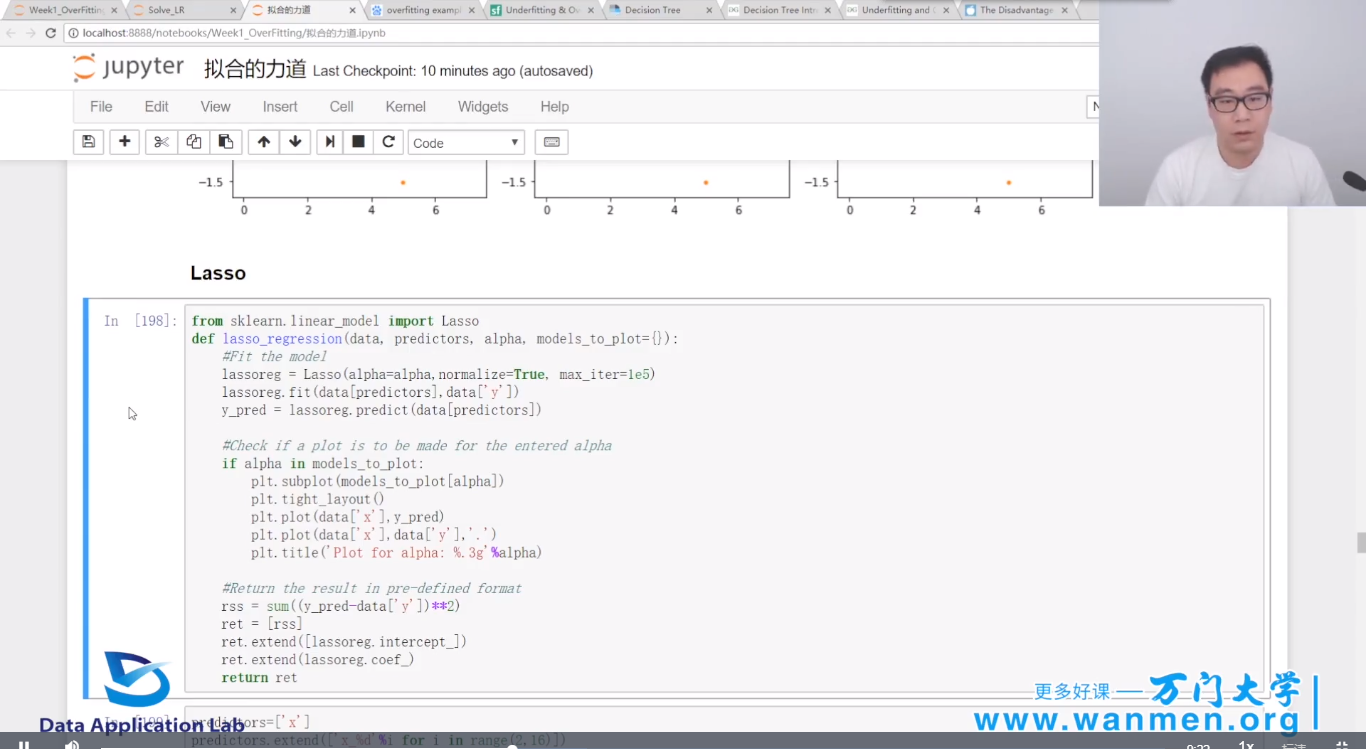 Week1_OverFitting
Solve_LR
拟合的力道
overfitting exampl
Underfitting & Ov
Decision Tree
Decision Tree Intr
Underfitting and
The Disadvantage
localhost:8888/notebooks/Week1_OverFitting/拟合的力道.ipynb
jupyter 拟合的力道 Last Checkpoint: 10 minutes ago (autosaved)
File Edit View Insert Cell Kernel Widgets Help
N
Code
−1.5 −1.5 −1.5
0 2 4 6 0 2 4 6 0 2 4 6
Lasso
In [198]:
from sklearn.linear_model import Lasso
def lasso_regression(data, predictors, alpha, models_to_plot={}):
#Fit the model
lassoreg = Lasso(alpha=alpha,normalize=True, max_iter=1e5)
lassoreg.fit(data[predictors],data['y'])
y_pred = lassoreg.predict(data[predictors])
#Check if a plot is to be made for the entered alpha
if alpha in models_to_plot:
plt.subplot(models_to_plot[alpha])
plt.tight_layout()
plt.plot(data['x'],y_pred)
plt.plot(data['x'],data['y'],'.')
plt.title('Plot for alpha: %.3g'%alpha)
#Return the result in pre-defined format
rss = sum((y_pred-data['y'])**2)
ret = [rss]
ret.extend([lassoreg.intercept_])
ret.extend(lassoreg.coef_)
return ret
In [199]:
predictors=['x']
predictors.extend(['x_%d'%i for i in range(2,16)])
Data Application Lab
更多好课 — 万门大学
www.wanmen.org
1x
标清